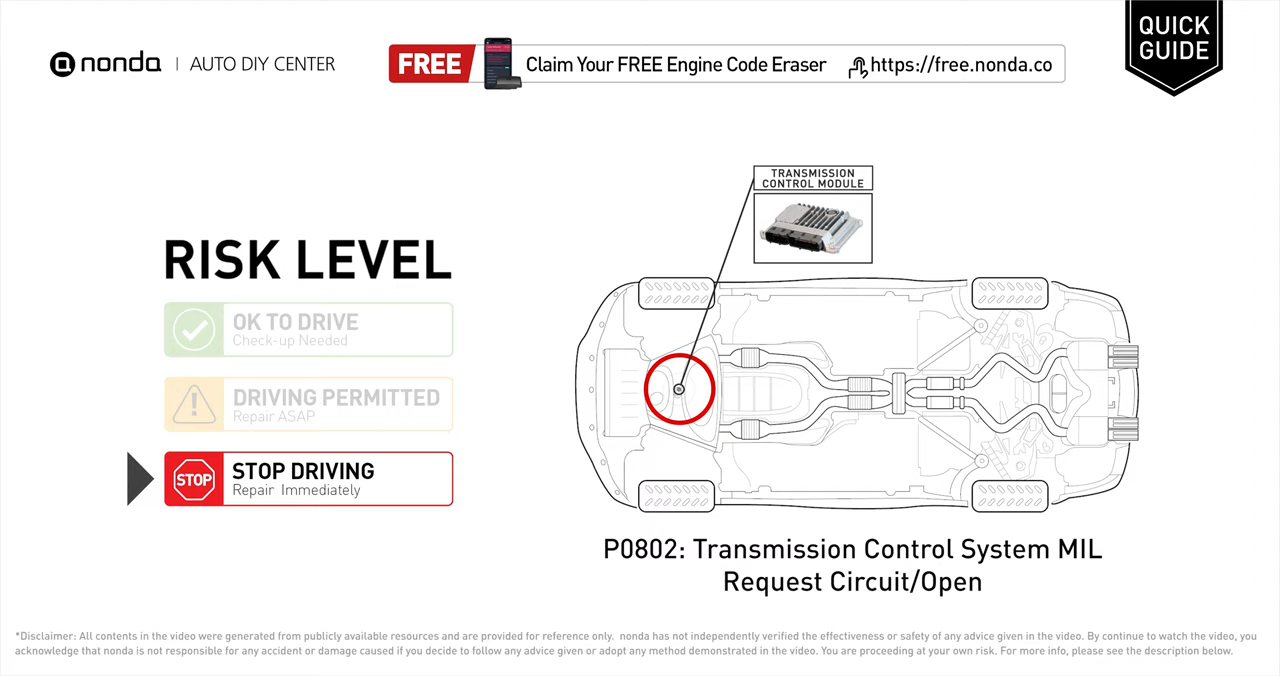 nonda | AUTO DIY CENTER
FREE Claim Your FREE Engine Code Eraser https://free.nonda.co
QUICK
GUIDE
TRANSMISSION
CONTROL MODULE
RISK LEVEL
OK TO DRIVE
Check-up Needed
DRIVING PERMITTED
Repair ASAP
STOP
STOP DRIVING
Repair Immediately
P0802: Transmission Control System MIL
Request Circuit/Open
*Disclaimer: All contents in the video were generated from publicly available resources and are provided for reference only. nonda has not independently verified the effectiveness or safety of any advice given in the video. By continue to watch the video, you
acknowledge that nonda is not responsible for any accident or damage caused if you decide to follow any advice given or adopt any method demonstrated in the video. You are proceeding at your own risk. For more info, please see the description below.